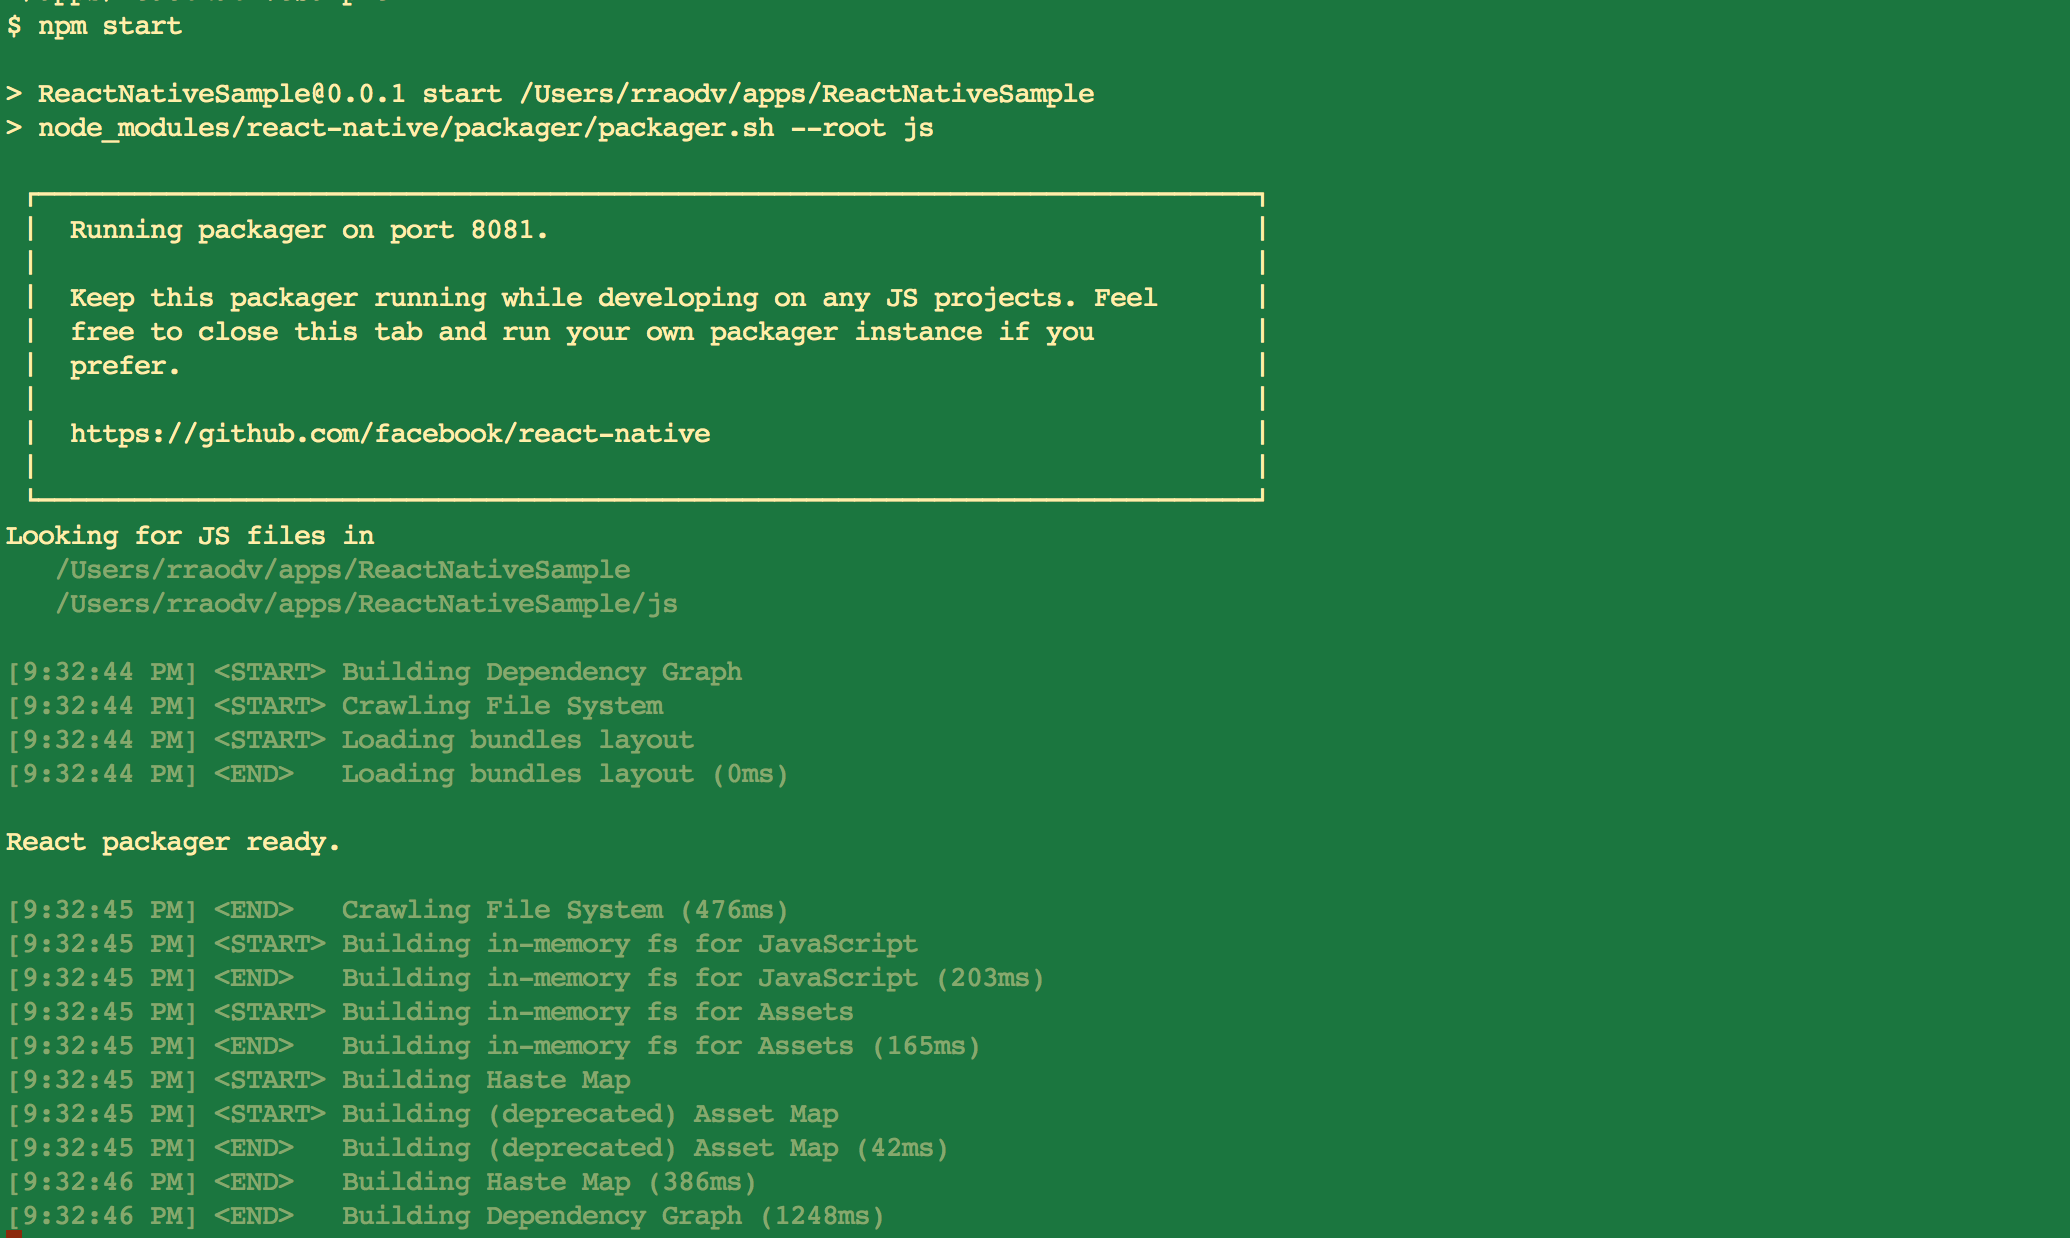 $ npm start
> ReactNativeSample@0.0.1 start /Users/rraodv/apps/ReactNativeSample
> node_modules/react-native/packager/packager.sh --root js
Running packager on port 8081.
Keep this packager running while developing on any JS projects. Feel
free to close this tab and run your own packager instance if you
prefer.
https://github.com/facebook/react-native
Looking for JS files in
/Users/rraodv/apps/ReactNativeSample
/Users/rraodv/apps/ReactNativeSample/js
[9:32:44 PM] <START> Building Dependency Graph
[9:32:44 PM] <START> Crawling File System
[9:32:44 PM] <START> Loading bundles layout
[9:32:44 PM] <END>   Loading bundles layout (0ms)
React packager ready.
[9:32:45 PM] <END>   Crawling File System (476ms)
[9:32:45 PM] <START> Building in-memory fs for JavaScript
[9:32:45 PM] <END>   Building in-memory fs for JavaScript (203ms)
[9:32:45 PM] <START> Building in-memory fs for Assets
[9:32:45 PM] <END>   Building in-memory fs for Assets (165ms)
[9:32:45 PM] <START> Building Haste Map
[9:32:45 PM] <START> Building (deprecated) Asset Map
[9:32:45 PM] <END>   Building (deprecated) Asset Map (42ms)
[9:32:46 PM] <END>   Building Haste Map (386ms)
[9:32:46 PM] <END>   Building Dependency Graph (1248ms)